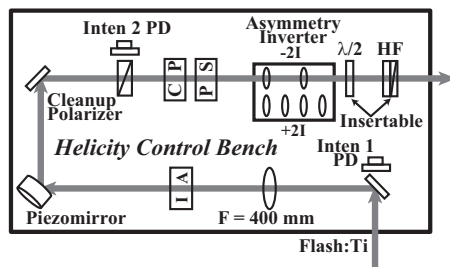 Inten 2 PD
Asymmetry
Inverter
-2I
λ/2
HF
C P
P S
Cleanup
Polarizer
+2I
Insertable
Helicity Control Bench
Inten 1
PD
I A
Piezomirror
F = 400 mm
Flash:Ti